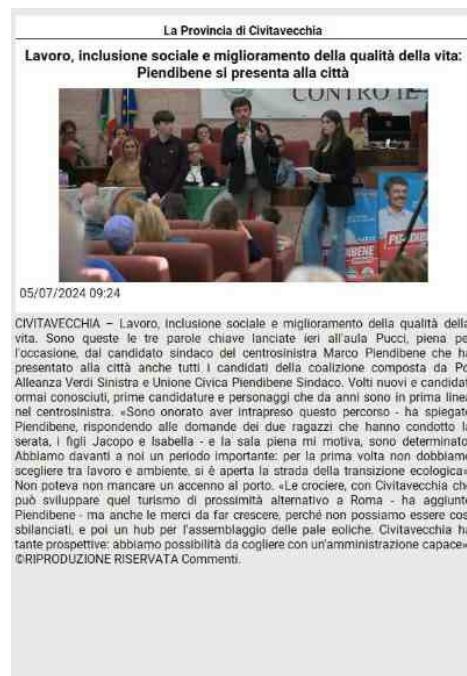 La Provincia di Civitavecchia
Lavoro, inclusione sociale e miglioramento della qualità della vita:
Piendibene si presenta alla città
CONTRO IL
PIENDIBENE
05/07/2024 09:24
CIVITAVECCHIA – Lavoro, inclusione sociale e miglioramento della qualità della
vita. Sono queste le tre parole chiave lanciate ieri all'aula Pucci, piena pe
l'occasione, dal candidato sindaco del centrosinistra Marco Piendibene che ha
presentato alla città anche tutti i candidati della coalizione composta da Pd
Alleanza Verdi Sinistra e Unione Civica Piendibene Sindaco. Volti nuovi e candidat
ormai conosciuti, prime candidature e personaggi che da anni sono in prima linea
nel centrosinistra. «Sono onorato aver intrapreso questo percorso - ha spiegato
Piendibene, rispondendo alle domande dei due ragazzi che hanno condotto la
serata, i figli Jacopo e Isabella - e la sala piena mi motiva, sono determinato
Abbiamo davanti a noi un periodo importante: per la prima volta non dobbiamo
scegliere tra lavoro e ambiente, si è aperta la strada della transizione ecologica»
Non poteva non mancare un accenno al porto. «Le crociere, con Civitavecchia che
può sviluppare quel turismo di prossimità alternativo a Roma - ha aggiunto
Piendibene - ma anche le merci da far crescere, perché non possiamo essere cos
sbilanciati, e poi un hub per l'assemblaggio delle pale eoliche. Civitavecchia ha
tante prospettive: abbiamo possibilità da cogliere con un'amministrazione capace»
©RIPRODUZIONE RISERVATA Commenti.